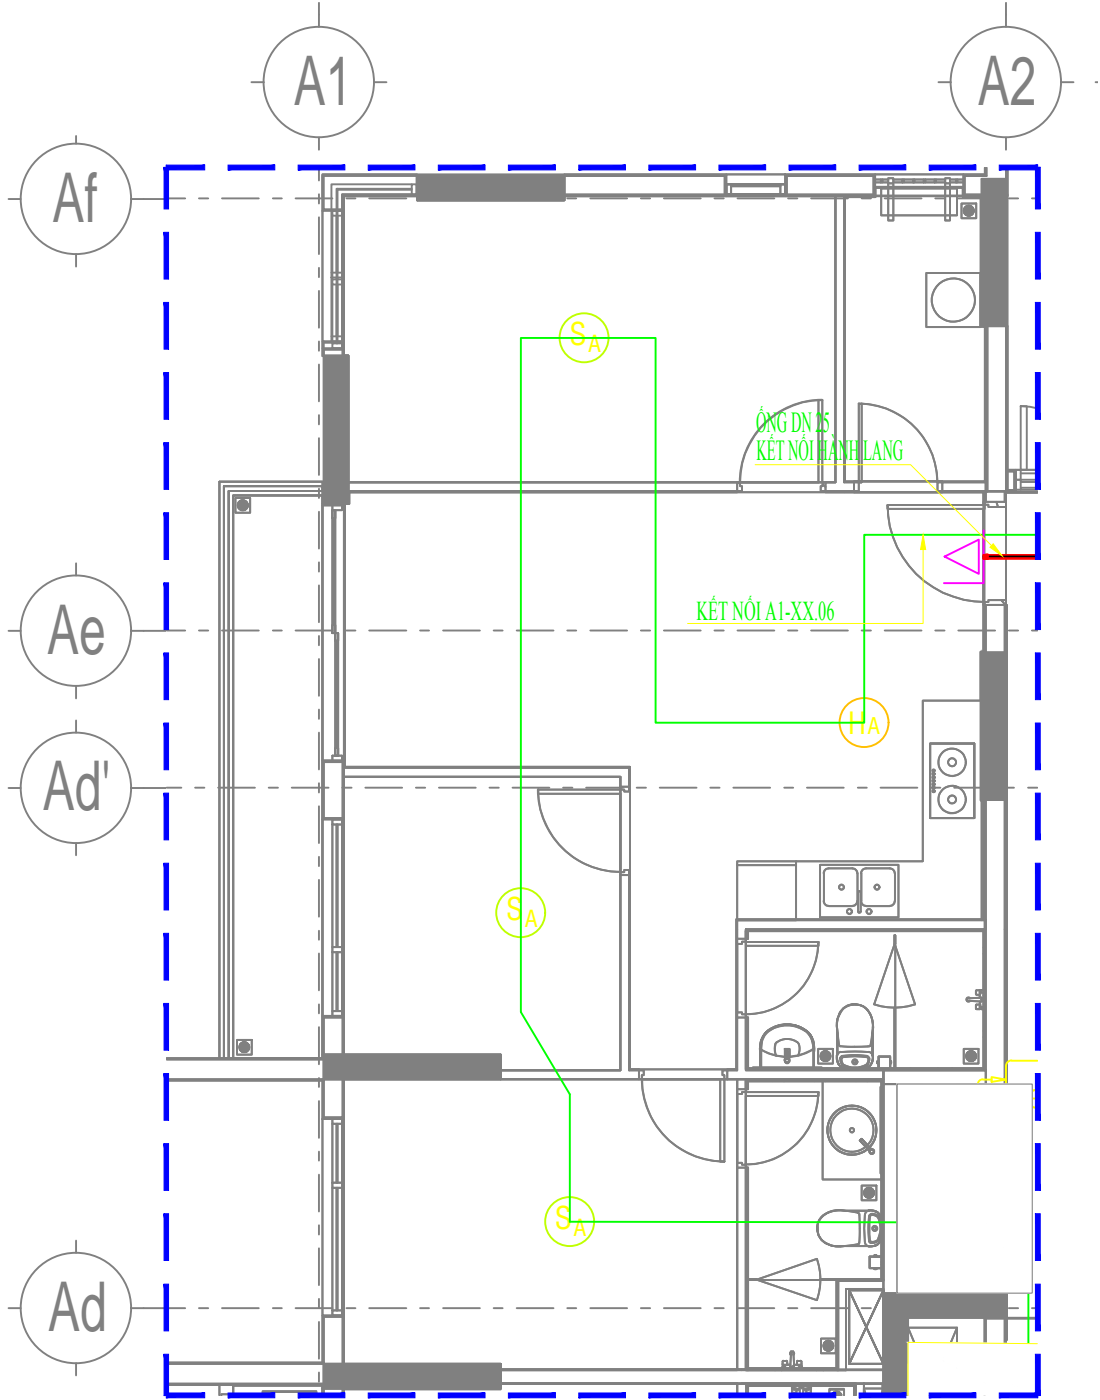 A1
A2
Af
S A
ỐNG DN 25
KẾT NỐI HÀNH LANG
KẾT NỐI A1-XX.06
Ae
HA
Ad'
SA
SA
Ad